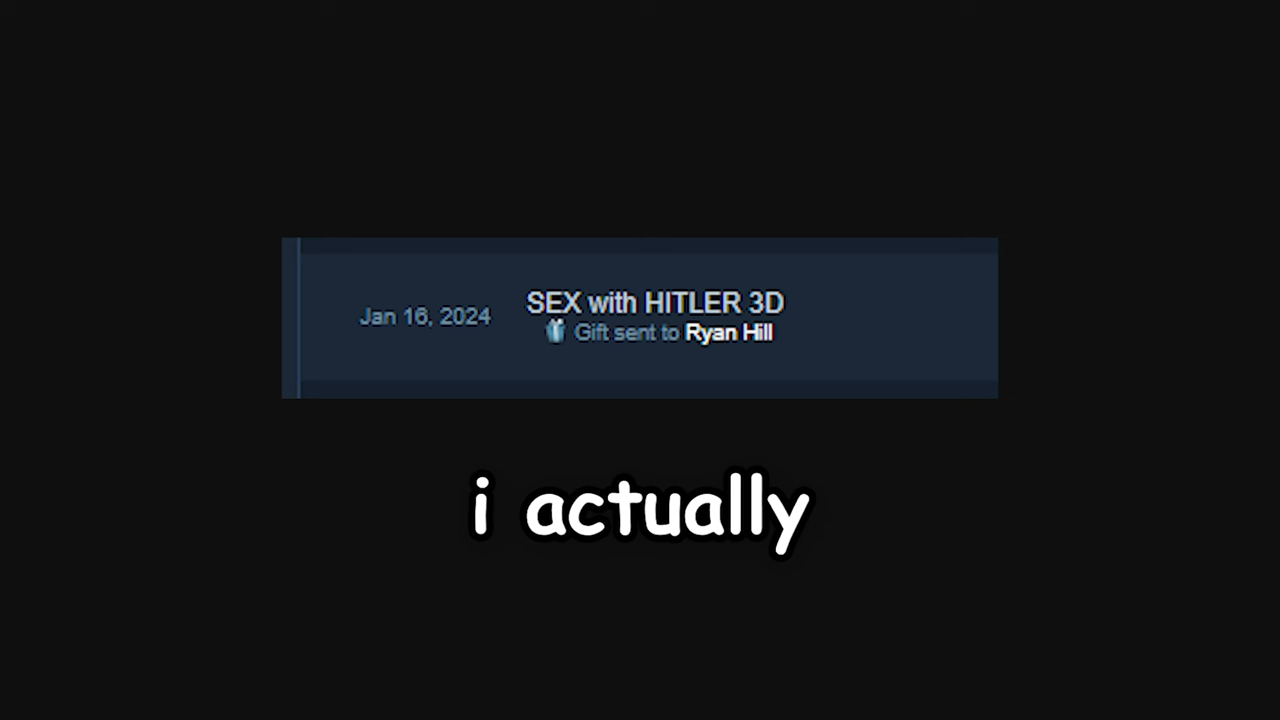 Jan 16, 2024
SEX with HITLER 3D
Gift sent to Ryan Hill
i actually